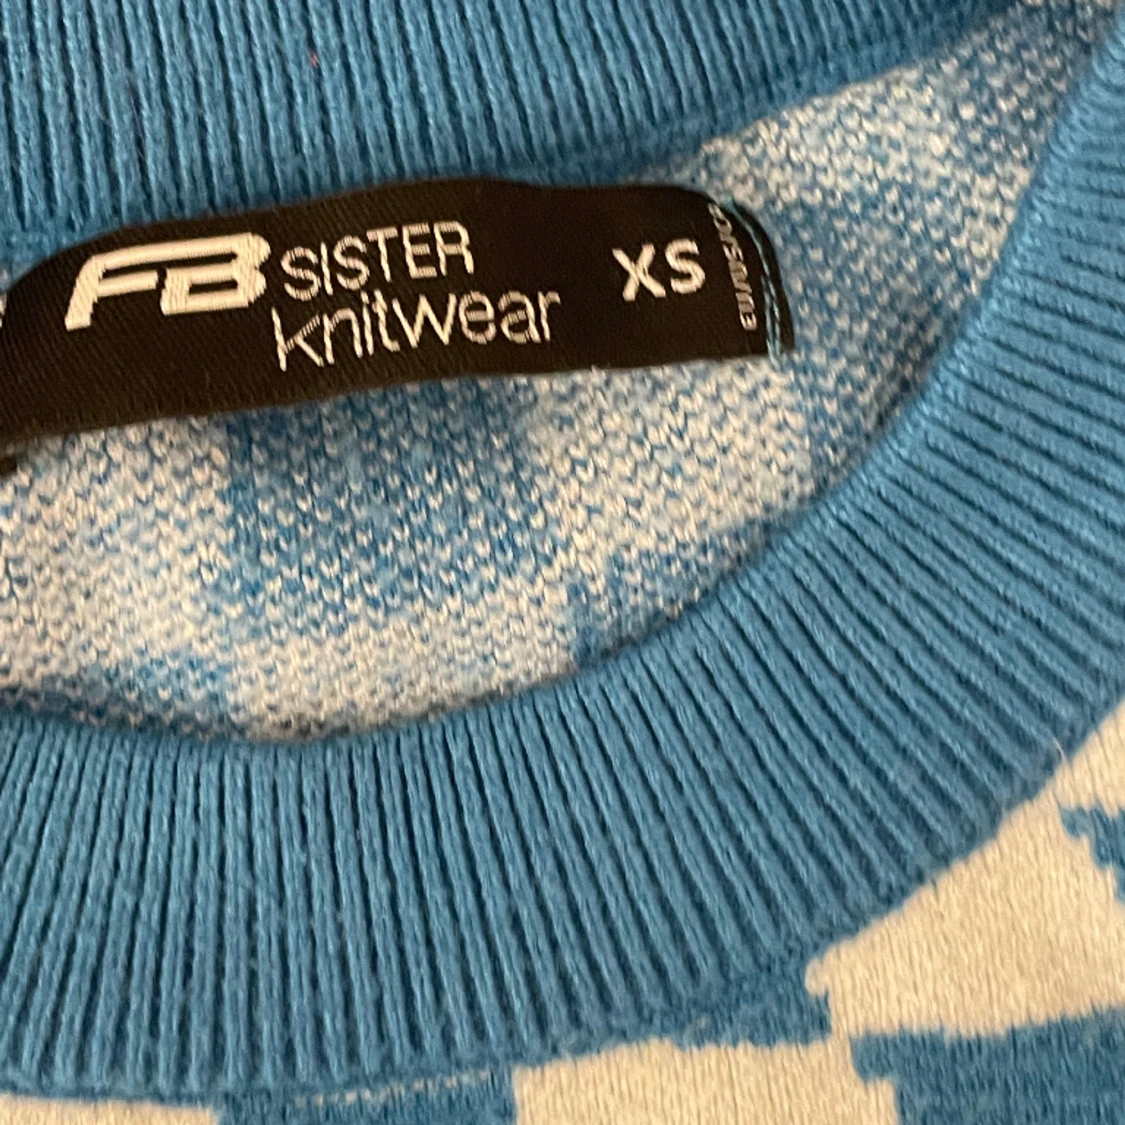 FB SISTER
knitwear
XS